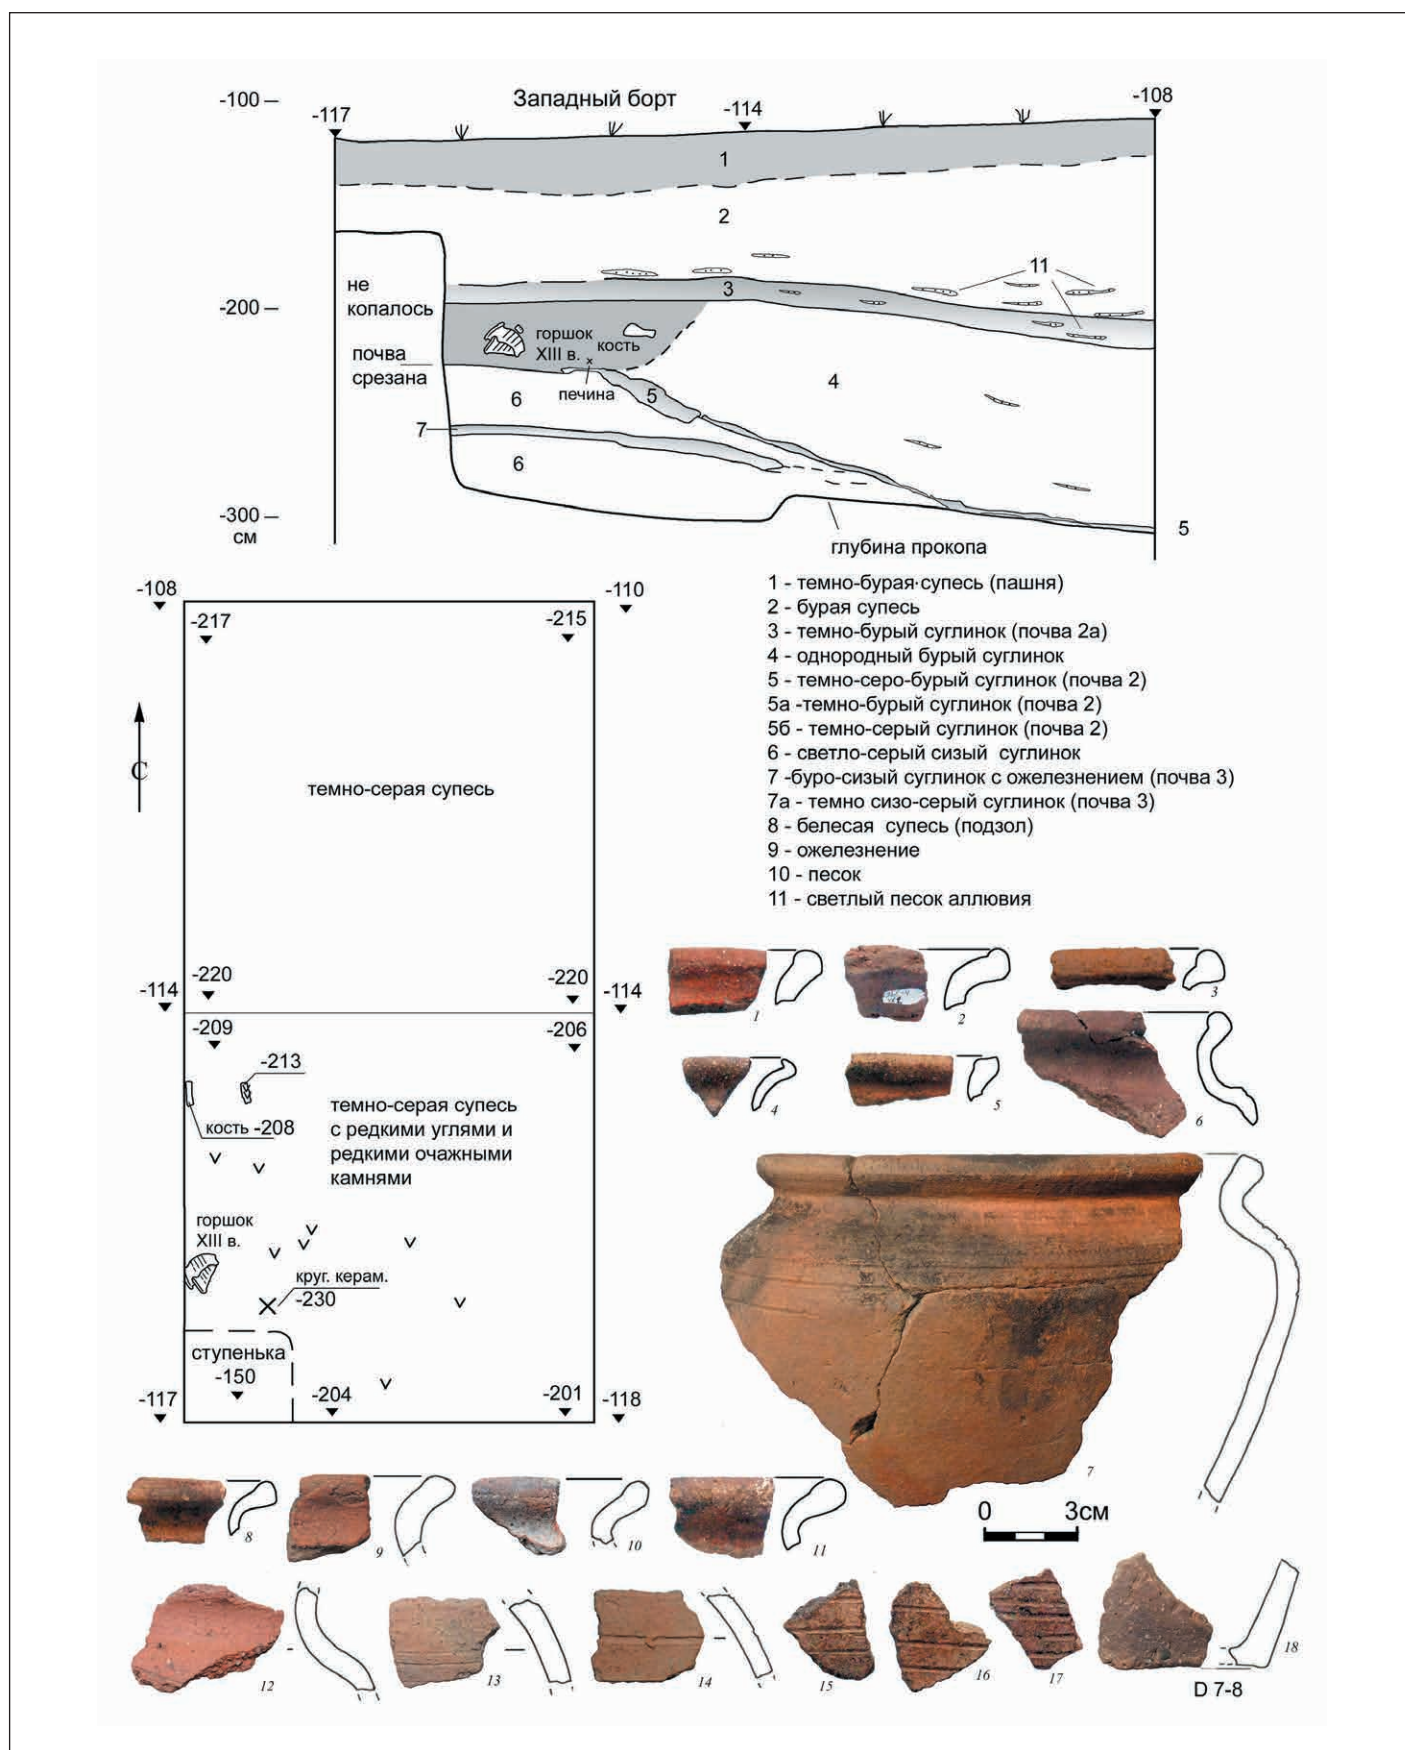 Западный борт
-100
-117
-114
-108
1
2
11
не
копалось
3
-200
горшок
XIII в.
кость
×
почва
срезана
печина
5
4
6
7
6
-300
см
5
глубина прокопа
1 - темно-бурая·супесь (пашня)
2 - бурая супесь
3 - темно-бурый суглинок (почва 2а)
4 - однородный бурый суглинок
5 - темно-серо-бурый суглинок (почва 2)
5а -темно-бурый суглинок (почва 2)
5б - темно-серый суглинок (почва 2)
6 - светло-серый сизый суглинок
7 -буро-сизый суглинок с ожелезнением (почва 3)
7а - темно сизо-серый суглинок (почва 3)
8 - белесая супесь (подзол)
9 - ожелезнение
10 - песок
11 - светлый песок аллювия
-108
-110
-217
-215
С
темно-серая супесь
-220
-220
-114
-114
-209
-206
-213
кость -208
темно-серая супесь
с редкими углями и
редкими очажными
камнями
горшок
XIII в.
круг. керам.
-230
ступенька
-150
-117
-204
-201
-118
1
2
3
4
5
6
7
0 3см
8
9
10
11
12
13
14
15
16
17
18
D 7-8